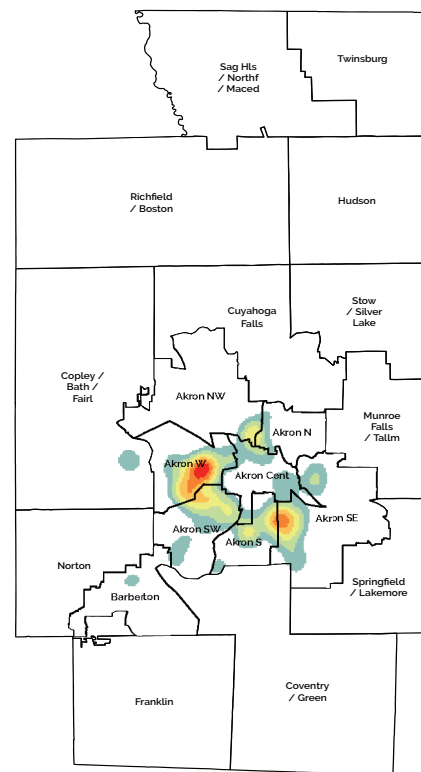 Sag Hls
/ Northf
/ Maced
Twinsburg
Richfield
/ Boston
Hudson
Cuyahoga
Falls
Stow
/ Silver
Lake
Copley /
Bath /
Fairl
Akron NW
Munroe
Falls
/ Tallm
Akron N
Akron W
Akron Cent
Akron SW
Akron S
Akron SE
Norton
Barberton
Springfield
/ Lakemore
Franklin
Coventry
/ Green